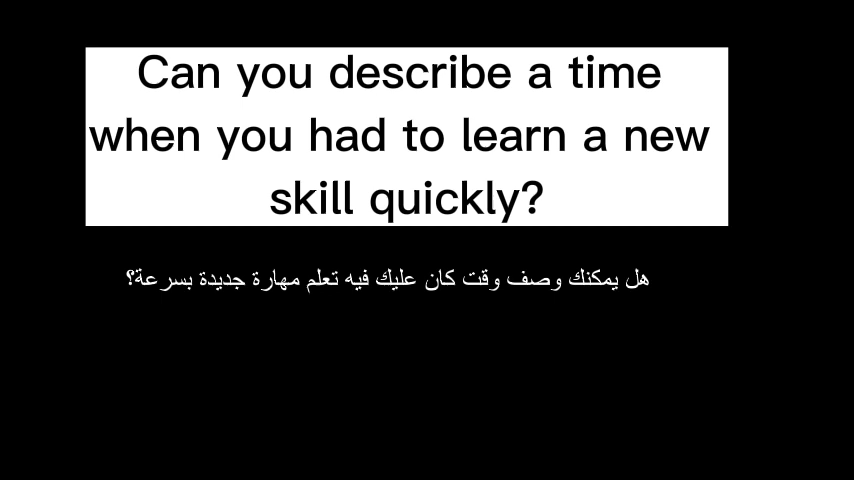 Can you describe a time
when you had to learn a new
skill quickly?
هل يمكنك وصف وقت كان عليك فيه تعلم مهارة جديدة بسرعة؟